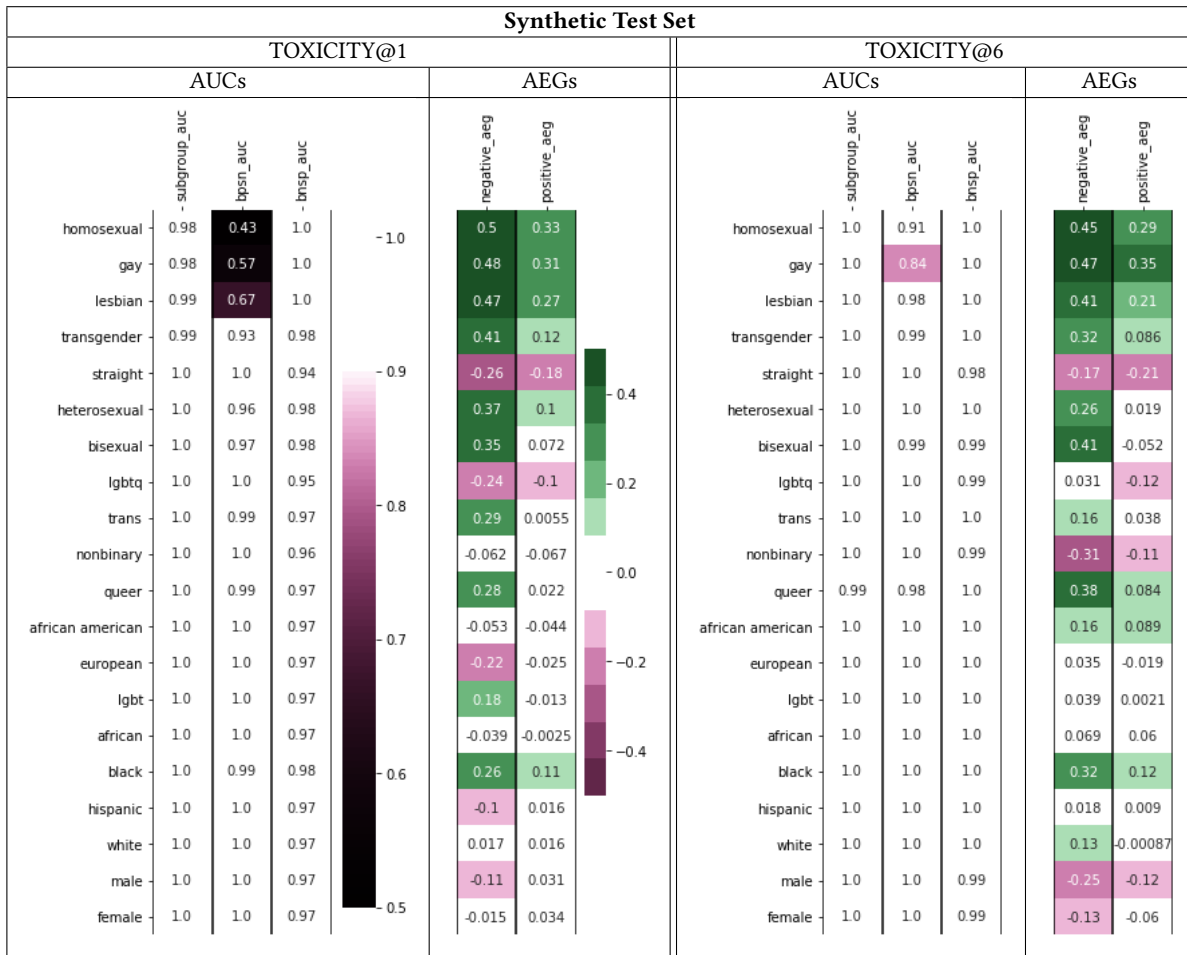 Synthetic Test Set
TOXICITY@1 TOXICITY@6
AUCs AEGs AUCs AEGs
subgroup_auc bpsn_auc bnsp_auc negative_aeg positive_aeg subgroup_auc bpsn_auc bnsp_auc negative_aeg positive_aeg
homosexual 0.98 0.43 1.0 1.0 0.5 0.33 homosexual 1.0 0.91 1.0 0.45 0.29
gay 0.98 0.57 1.0 0.48 0.31 gay 1.0 0.84 1.0 0.47 0.35
lesbian 0.99 0.67 1.0 0.47 0.27 lesbian 1.0 0.98 1.0 0.41 0.21
transgender 0.99 0.93 0.98 0.41 0.12 transgender 1.0 0.99 1.0 0.32 0.086
straight 1.0 1.0 0.94 0.9 -0.26 -0.18 straight 1.0 1.0 0.98 -0.17 -0.21
heterosexual 1.0 0.96 0.98 0.37 0.1 0.4 heterosexual 1.0 1.0 1.0 0.26 0.019
bisexual 1.0 0.97 0.98 0.35 0.072 bisexual 1.0 0.99 0.99 0.41 -0.052
lgbtq 1.0 1.0 0.95 0.8 -0.24 -0.1 0.2 lgbtq 1.0 1.0 0.99 0.031 -0.12
trans 1.0 0.99 0.97 0.29 0.0055 trans 1.0 1.0 1.0 0.16 0.038
nonbinary 1.0 1.0 0.96 -0.062 -0.067 0.0 nonbinary 1.0 1.0 0.99 -0.31 -0.11
queer 1.0 0.99 0.97 0.28 0.022 queer 0.99 0.98 1.0 0.38 0.084
african american 1.0 1.0 0.97 0.7 -0.053 -0.044 african american 1.0 1.0 1.0 0.16 0.089
european 1.0 1.0 0.97 -0.22 -0.025 -0.2 european 1.0 1.0 1.0 0.035 -0.019
lgbt 1.0 1.0 0.97 0.18 -0.013 lgbt 1.0 1.0 1.0 0.039 0.0021
african 1.0 1.0 0.97 -0.039 -0.0025 -0.4 african 1.0 1.0 1.0 0.069 0.06
black 1.0 0.99 0.98 0.6 0.26 0.11 black 1.0 1.0 1.0 0.32 0.12
hispanic 1.0 1.0 0.97 -0.1 0.016 hispanic 1.0 1.0 1.0 0.018 0.009
white 1.0 1.0 0.97 0.017 0.016 white 1.0 1.0 1.0 0.13 -0.00087
male 1.0 1.0 0.97 -0.11 0.031 male 1.0 1.0 0.99 -0.25 -0.12
female 1.0 1.0 0.97 0.5 -0.015 0.034 female 1.0 1.0 0.99 -0.13 -0.06